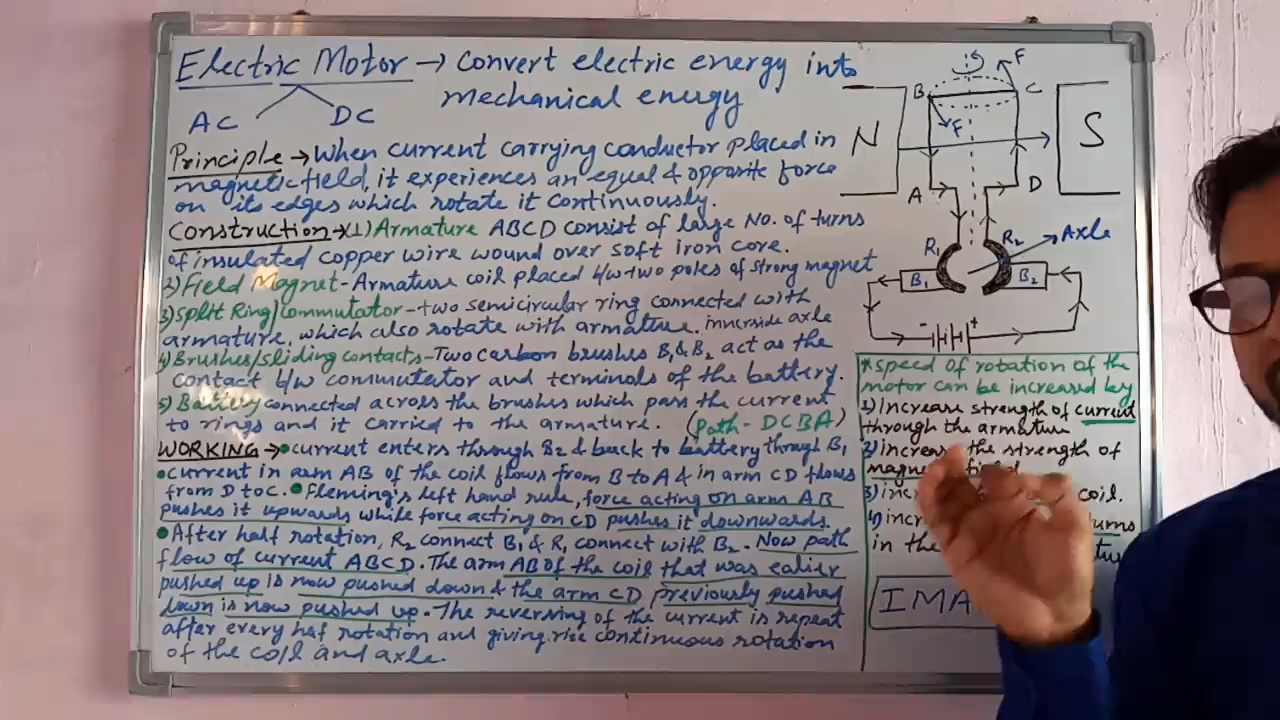 Electric Motor → Convert electric energy into
mechanical energy
AC DC
Principle → When current carrying conductor placed in
magnetic field, it experiences an equal & opposite force
on its edges which rotate it continuously.
Construction → 1) Armature ABCD consist of large No. of turns
of insulated copper wire wound over soft iron core.
2) Field Magnet - Armature coil placed b/w two poles of strong magnet
3) Split Ring/Commutator - two semicircular ring connected with
armature, which also rotate with armature. innerside axle
4) Brushes/sliding contacts - Two carbon brushes B1 & B2 act as the
contact b/w commutator and terminals of the battery.
5) Battery connected across the brushes which pass the current
to rings and it carried to the armature. (Path - DCBA)
WORKING → • current enters through B2 & back to battery through B1
• current in arm AB of the coil flows from B to A & in arm CD flows
from D to C. • Fleming's left hand rule, force acting on arm AB
pushes it upwards while force acting on CD pushes it downwards.
• After half rotation, R2 connect B1 & R1 connect with B2. Now path
flow of current ABCD. The arm AB of the coil that was ealier
pushed up is now pushed down & the arm CD previously pushed
down is now pushed up. The reversing of the current is repeat
after every haf rotation and giving rise continuous rotation
of the coil and axle.
F
B C
F
N S
A D
R1 R2 Axle
B1 B2
- +
* speed of rotation of the
motor can be increased by
1) increase strength of current
through the armature
2) increase the strength of
3) coil.
4)
in the
IMA